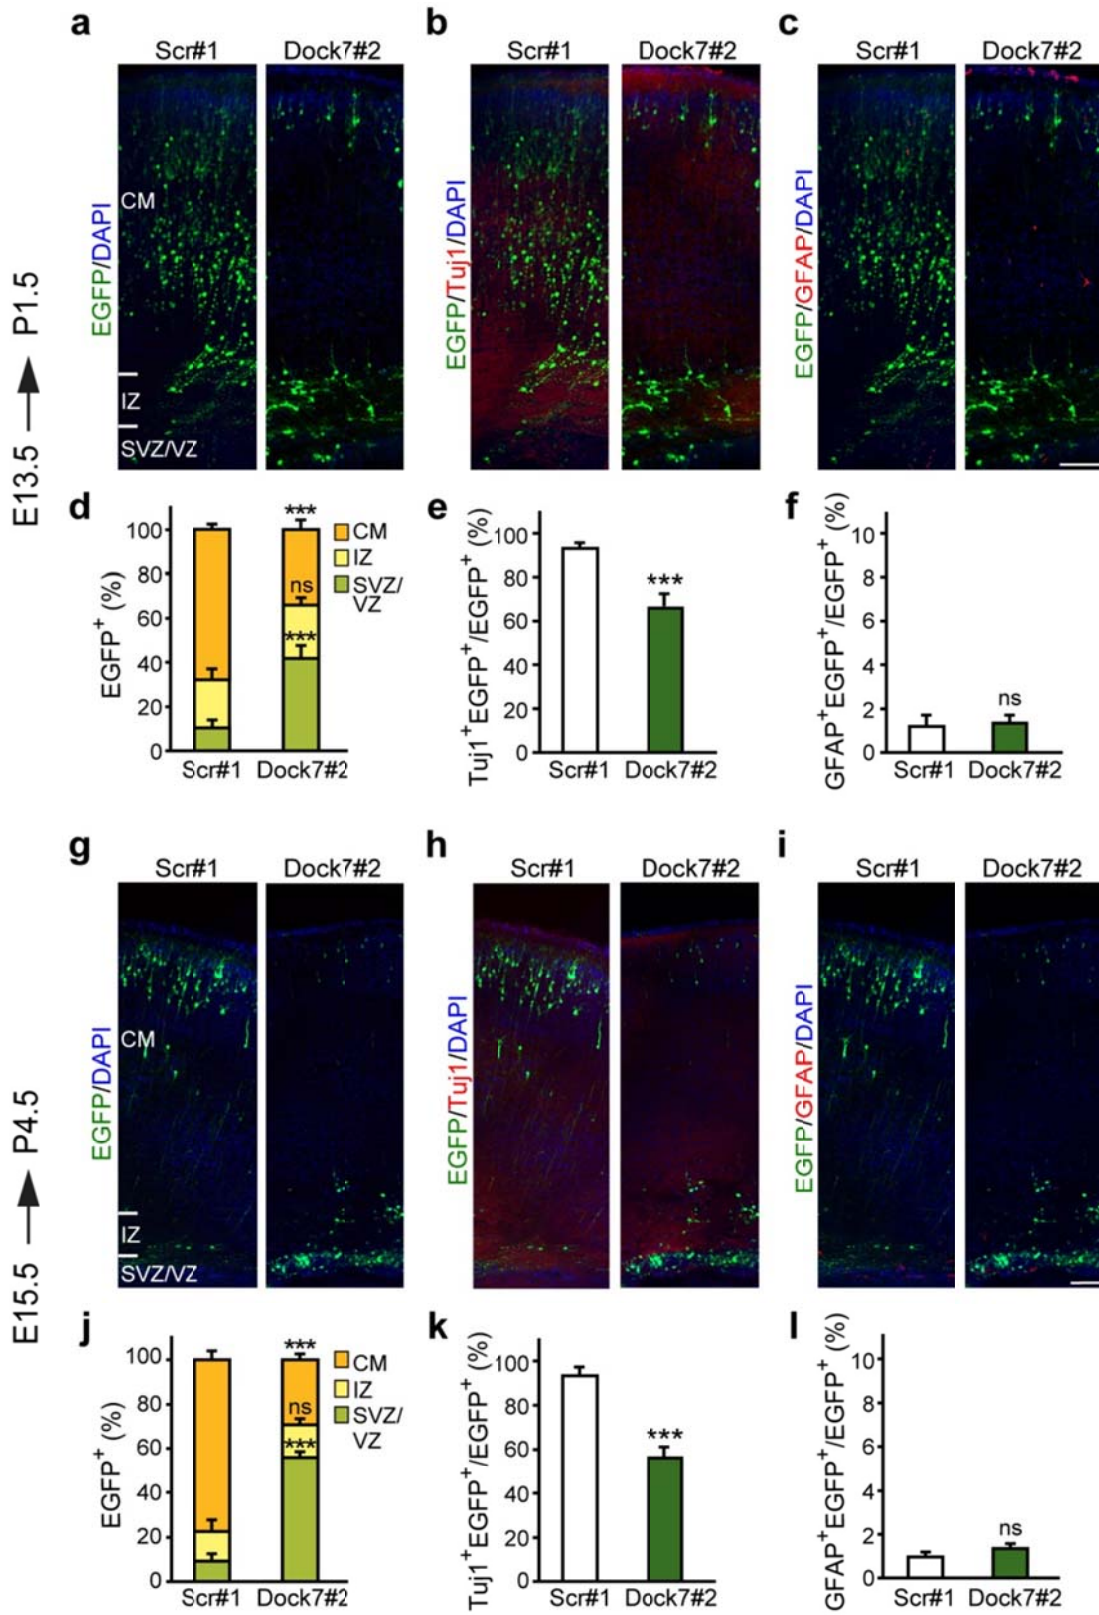 a
b
c
Scr#1 Dock7#2
Scr#1 Dock7#2
Scr#1 Dock7#2
E13.5 → P1.5
EGFP/DAPI
CM
IZ
SVZ/VZ
EGFP/Tuj1/DAPI
EGFP/GFAP/DAPI
d
EGFP+ (%)
100
80
60
40
20
0
***
ns
***
CM
IZ
SVZ/
VZ
Scr#1 Dock7#2
e
Tuj1+EGFP+/EGFP+ (%)
100
80
60
40
20
0
***
Scr#1 Dock7#2
f
GFAP+EGFP+/EGFP+ (%)
10
8
6
4
2
0
ns
Scr#1 Dock7#2
g
h
i
Scr#1 Dock7#2
Scr#1 Dock7#2
Scr#1 Dock7#2
E15.5 → P4.5
EGFP/DAPI
CM
IZ
SVZ/VZ
EGFP/Tuj1/DAPI
EGFP/GFAP/DAPI
j
EGFP+ (%)
100
80
60
40
20
0
***
ns
***
CM
IZ
SVZ/
VZ
Scr#1 Dock7#2
k
Tuj1+EGFP+/EGFP+ (%)
100
80
60
40
20
0
***
Scr#1 Dock7#2
l
GFAP+EGFP+/EGFP+ (%)
10
8
6
4
2
0
ns
Scr#1 Dock7#2